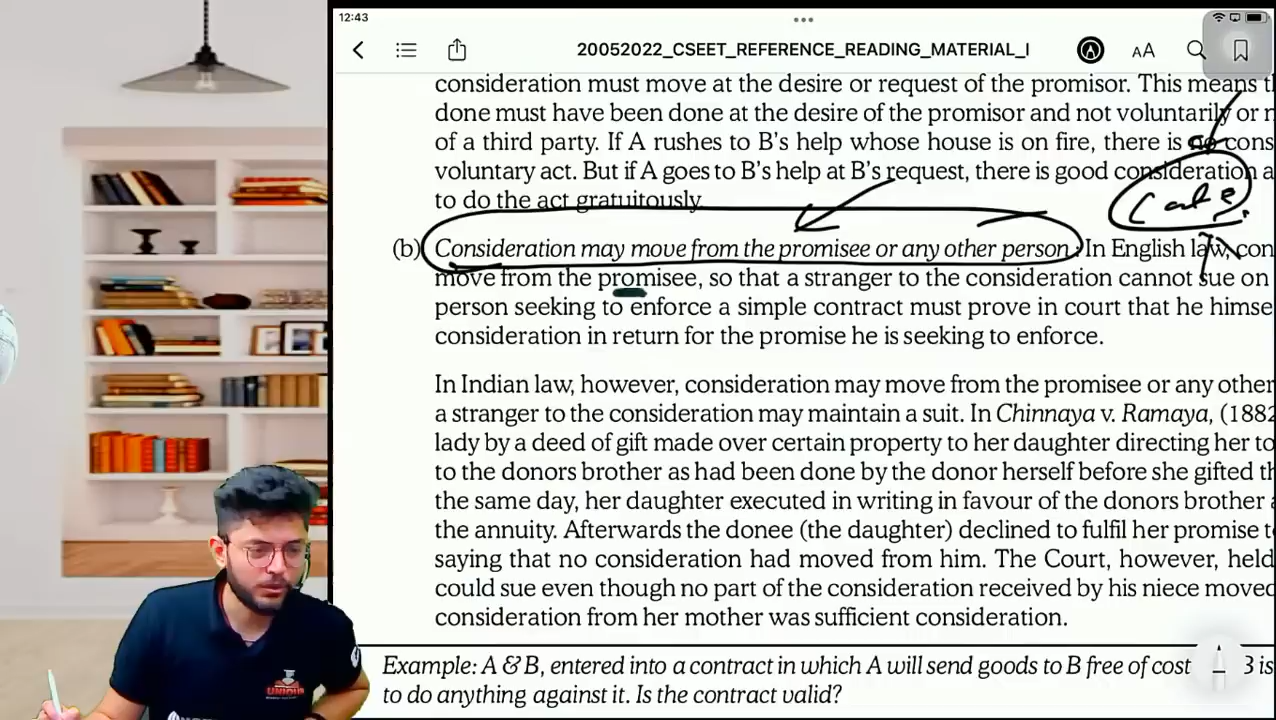 12:43
20052022_CSEET_REFERENCE_READING_MATERIAL_I
AA
consideration must move at the desire or request of the promisor. This means
done must have been done at the desire of the promisor and not voluntarily or
of a third party. If A rushes to B's help whose house is on fire, there is no cons
voluntary act. But if A goes to B's help at B's request, there is good consideration a
to do the act gratuitously
(b) Consideration may move from the promisee or any other person: In English law, con
move from the promisee, so that a stranger to the consideration cannot sue on
person seeking to enforce a simple contract must prove in court that he himse
consideration in return for the promise he is seeking to enforce.
In Indian law, however, consideration may move from the promisee or any other
a stranger to the consideration may maintain a suit. In Chinnaya v. Ramaya, (1882
lady by a deed of gift made over certain property to her daughter directing her to
to the donors brother as had been done by the donor herself before she gifted th
the same day, her daughter executed in writing in favour of the donors brother a
the annuity. Afterwards the donee (the daughter) declined to fulfil her promise to
saying that no consideration had moved from him. The Court, however, held
could sue even though no part of the consideration received by his niece moved
consideration from her mother was sufficient consideration.
Example: A & B, entered into a contract in which A will send goods to B free of cost B is
to do anything against it. Is the contract valid?
UNIQUE